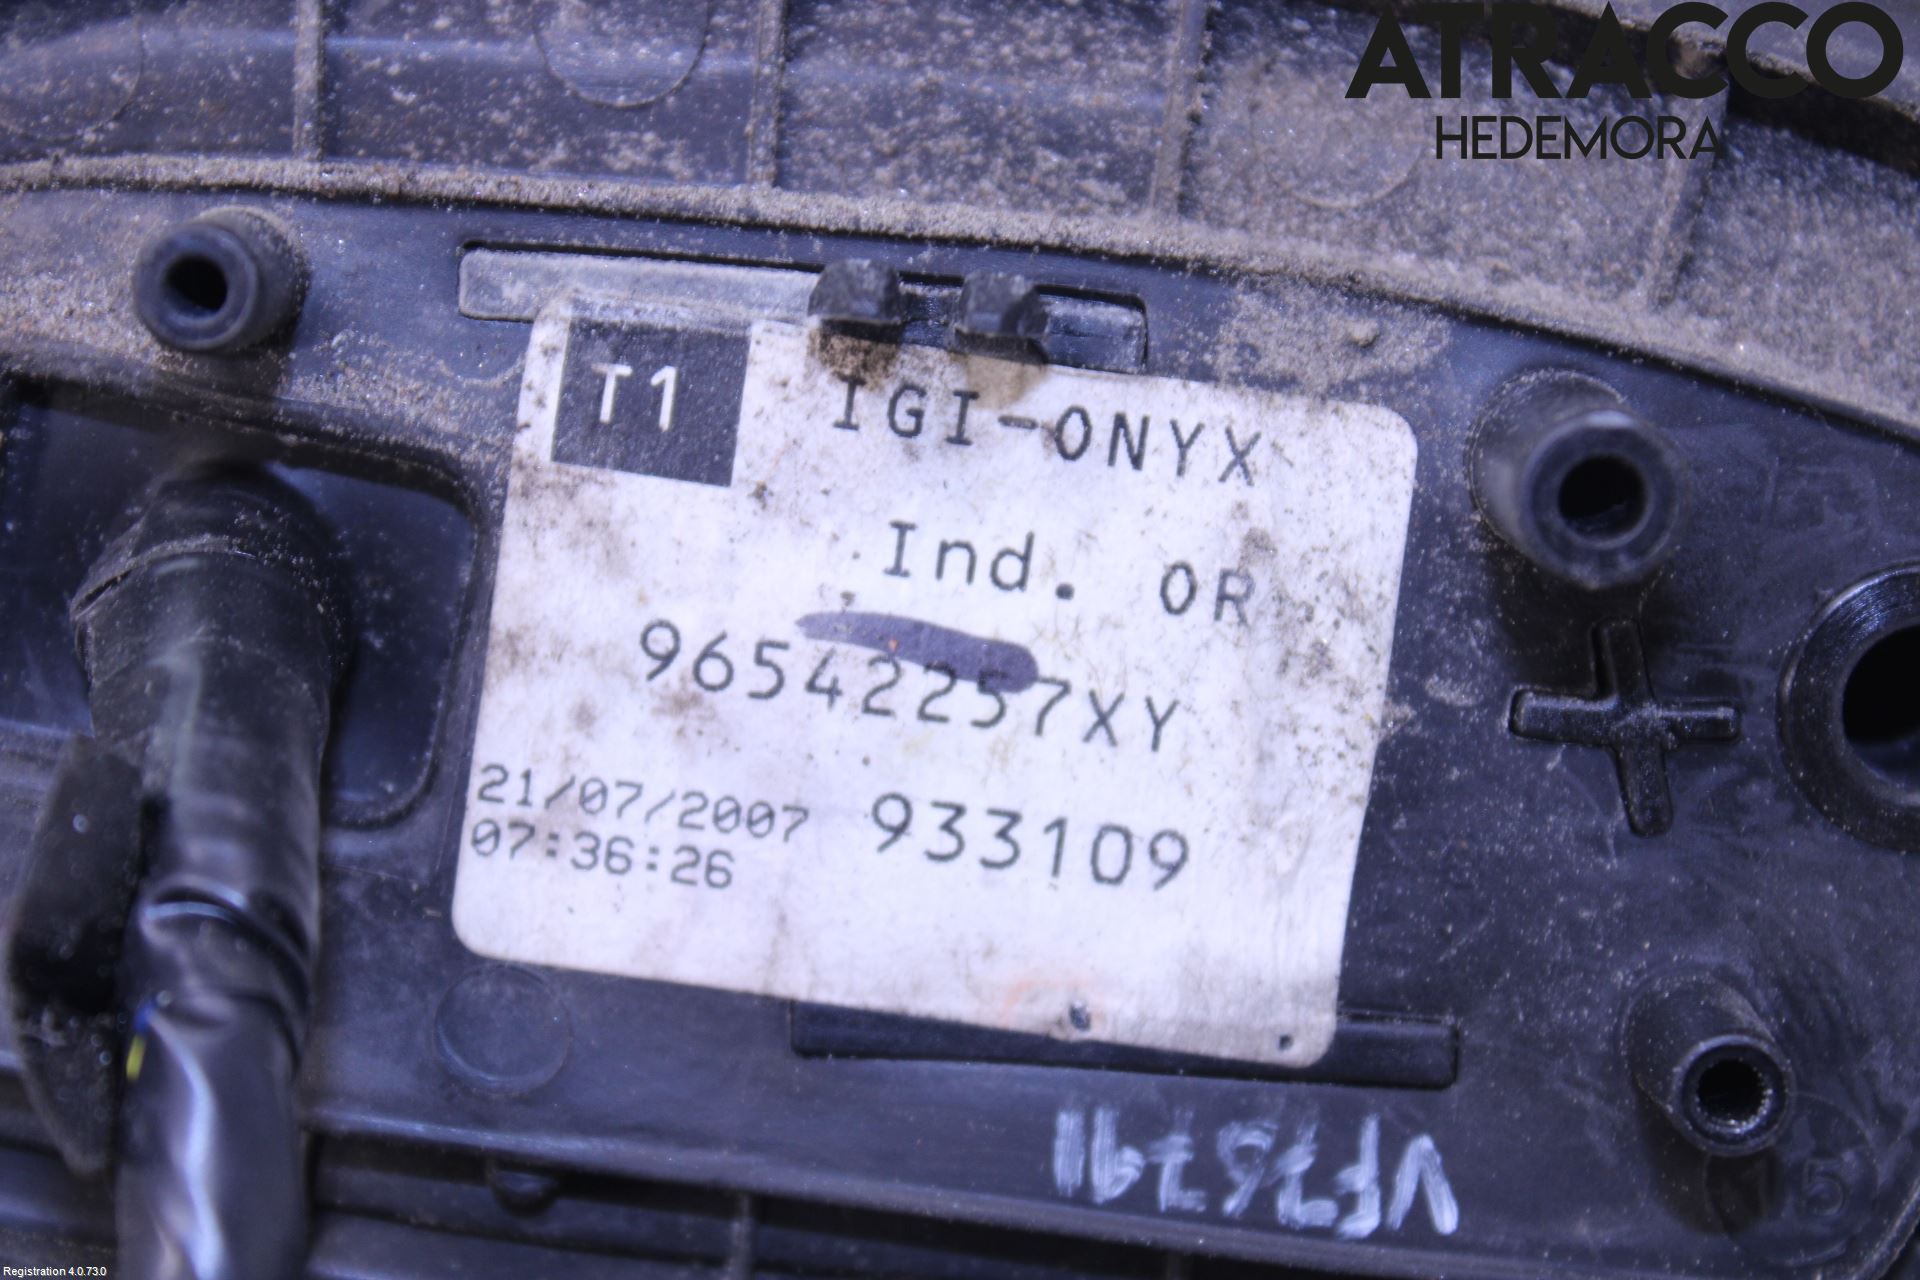 ATRACCO
HEDEMORA
T1 IGI-ONYX
Ind. OR
96542257XY
21/07/2007 933109
07:36:26
15
Registration 4.0.73.0